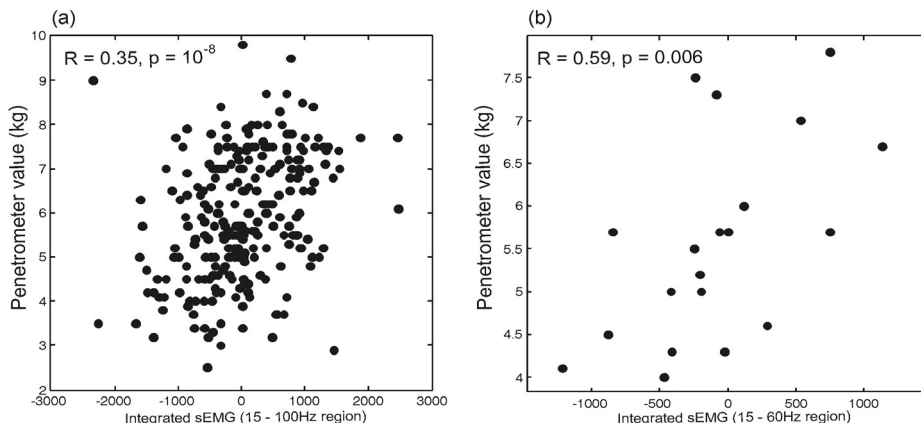 (a)
R = 0.35, p = 10⁻⁸
Penetrometer value (kg)
10
9
8
7
6
5
4
3
2
-3000 -2000 -1000 0 1000 2000 3000
Integrated sEMG (15 - 100Hz region)
(b)
R = 0.59, p = 0.006
Penetrometer value (kg)
7.5
7
6.5
6
5.5
5
4.5
4
-1000 -500 0 500 1000
Integrated sEMG (15 - 60Hz region)